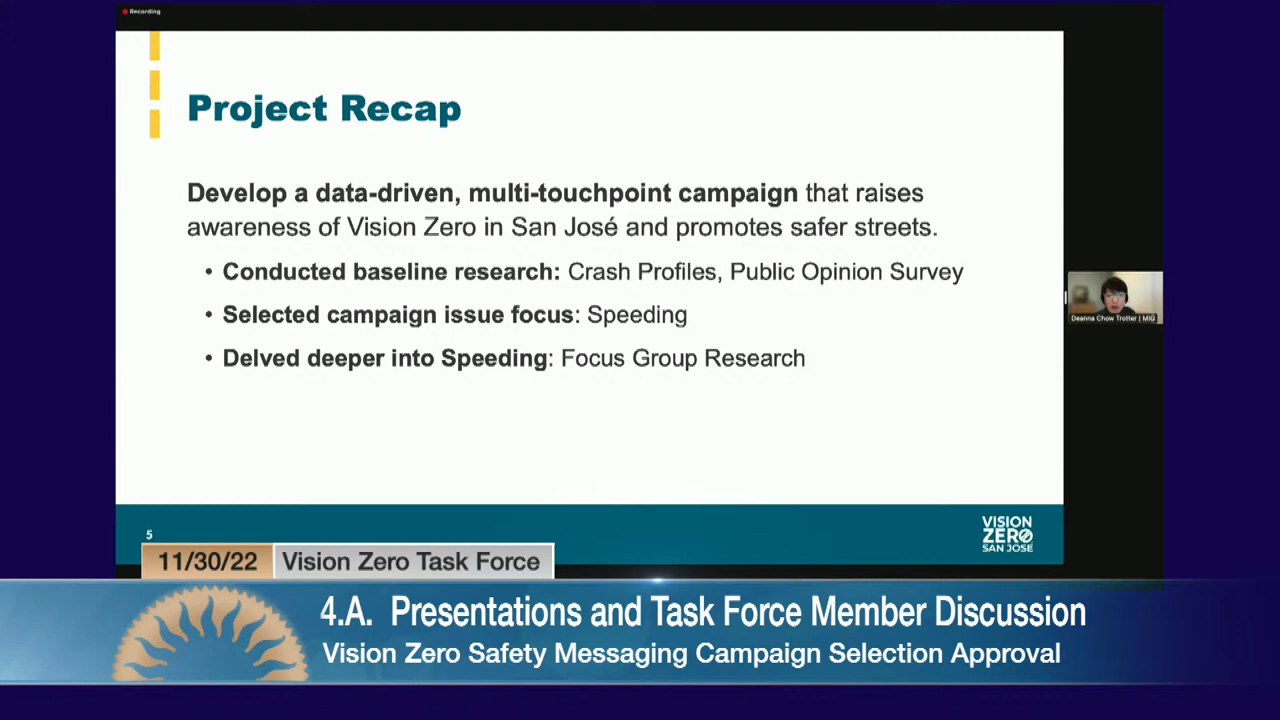 Recording
Project Recap
Develop a data-driven, multi-touchpoint campaign that raises
awareness of Vision Zero in San José and promotes safer streets.
• Conducted baseline research: Crash Profiles, Public Opinion Survey
• Selected campaign issue focus: Speeding
• Delved deeper into Speeding: Focus Group Research
Deanna Chow Trotter | MIG
5
VISION
ZERO
SAN JOSÉ
11/30/22 Vision Zero Task Force
4.A. Presentations and Task Force Member Discussion
Vision Zero Safety Messaging Campaign Selection Approval